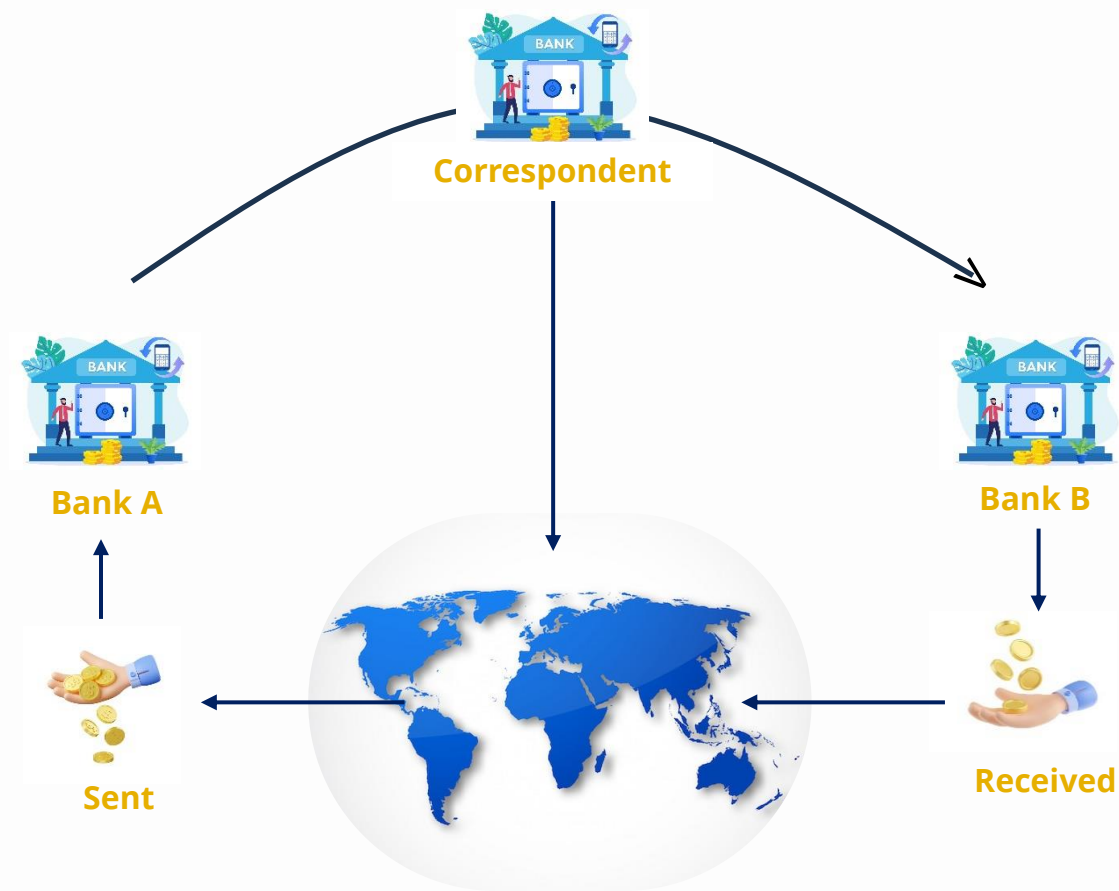 BANK
Correspondent
BANK
Bank A
BANK
Bank B
Sent
Received